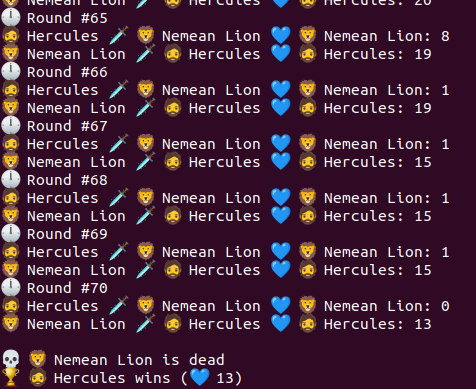 Nemean Lion 🗡️ 🧔 Hercules 💙 🧔 Hercules: 20
🕛 Round #65
🧔 Hercules 🗡️ 🦁 Nemean Lion 💙 🦁 Nemean Lion: 8
🦁 Nemean Lion 🗡️ 🧔 Hercules 💙 🧔 Hercules: 19
🕛 Round #66
🧔 Hercules 🗡️ 🦁 Nemean Lion 💙 🦁 Nemean Lion: 1
🦁 Nemean Lion 🗡️ 🧔 Hercules 💙 🧔 Hercules: 19
🕛 Round #67
🧔 Hercules 🗡️ 🦁 Nemean Lion 💙 🦁 Nemean Lion: 1
🦁 Nemean Lion 🗡️ 🧔 Hercules 💙 🧔 Hercules: 15
🕛 Round #68
🧔 Hercules 🗡️ 🦁 Nemean Lion 💙 🦁 Nemean Lion: 1
🦁 Nemean Lion 🗡️ 🧔 Hercules 💙 🧔 Hercules: 15
🕛 Round #69
🧔 Hercules 🗡️ 🦁 Nemean Lion 💙 🦁 Nemean Lion: 1
🦁 Nemean Lion 🗡️ 🧔 Hercules 💙 🧔 Hercules: 15
🕛 Round #70
🧔 Hercules 🗡️ 🦁 Nemean Lion 💙 🦁 Nemean Lion: 0
🦁 Nemean Lion 🗡️ 🧔 Hercules 💙 🧔 Hercules: 13
💀 🦁 Nemean Lion is dead
🏆 🧔 Hercules wins (💙 13)